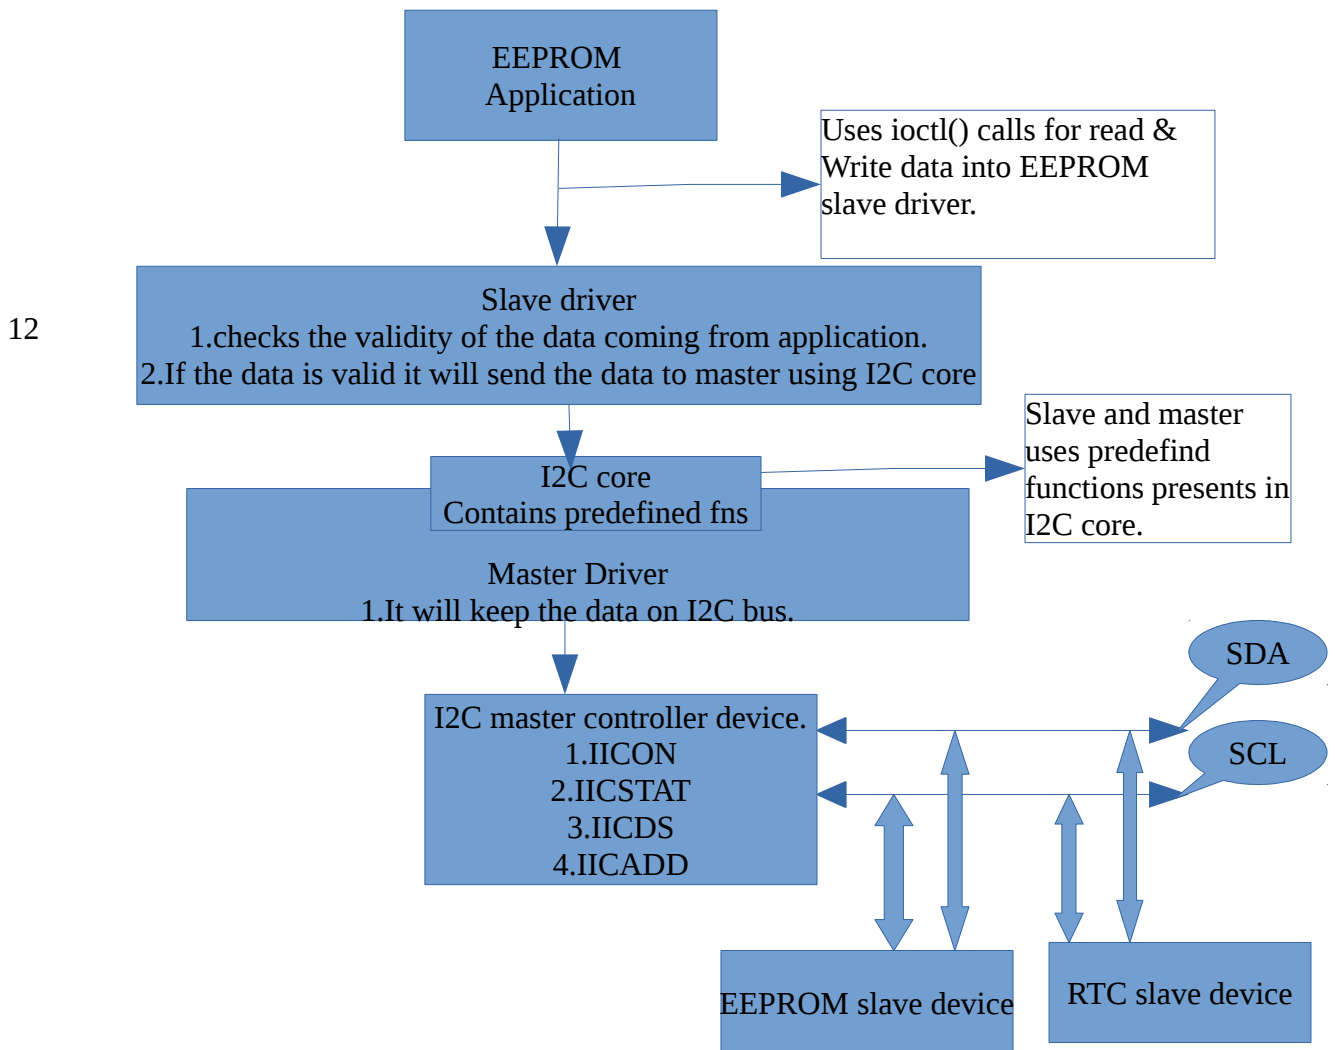 EEPROM
Application
Uses ioctl() calls for read &
Write data into EEPROM
slave driver.
12
Slave driver
1.checks the validity of the data coming from application.
2.If the data is valid it will send the data to master using I2C core
Slave and master
uses predefind
functions presents in
I2C core.
I2C core
Contains predefined fns
Master Driver
1.It will keep the data on I2C bus.
SDA
I2C master controller device.
1.IICON
2.IICSTAT
3.IICDS
4.IICADD
SCL
EEPROM slave device
RTC slave device